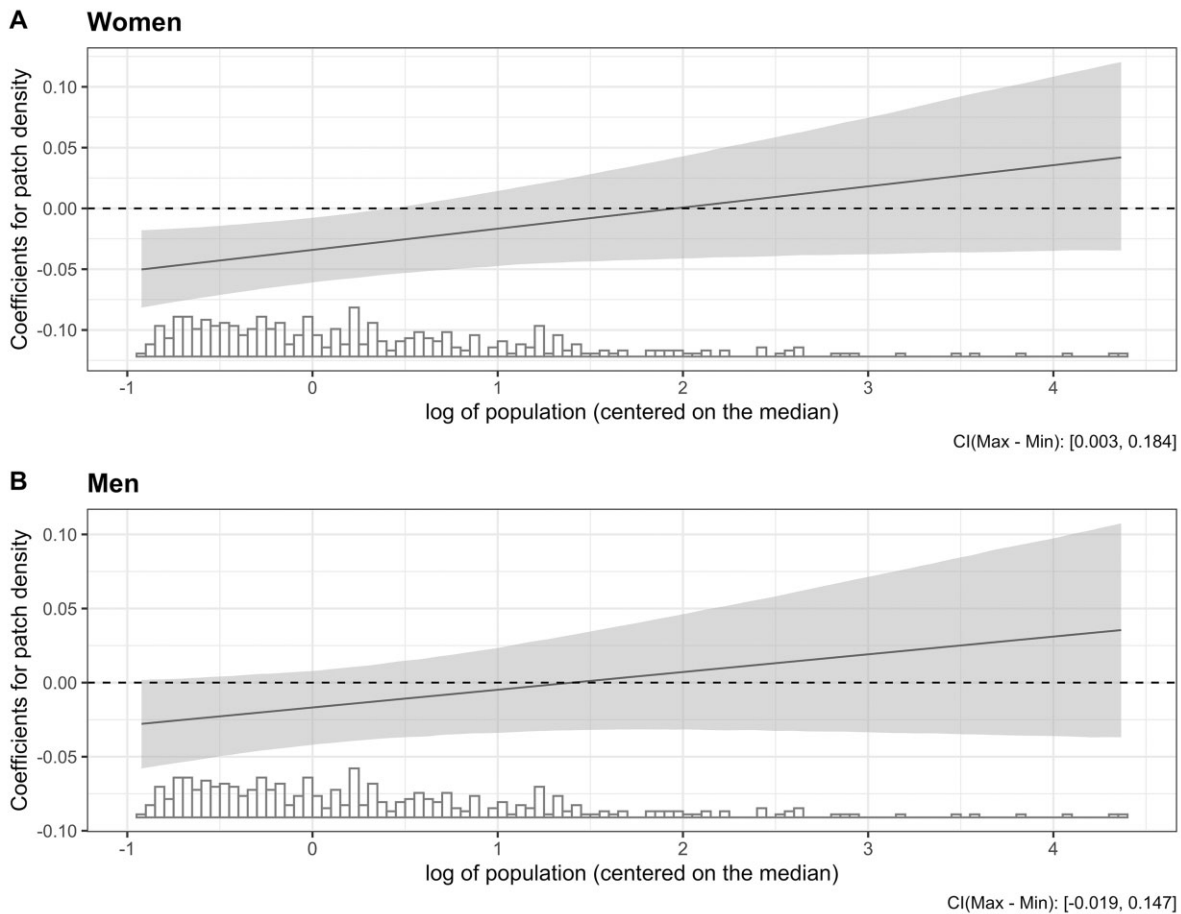 A Women
Coefficients for patch density
0.10
0.05
0.00
-0.05
-0.10
-1 0 1 2 3 4
log of population (centered on the median)
CI(Max - Min): [0.003, 0.184]
B Men
Coefficients for patch density
0.10
0.05
0.00
-0.05
-0.10
-1 0 1 2 3 4
log of population (centered on the median)
CI(Max - Min): [-0.019, 0.147]